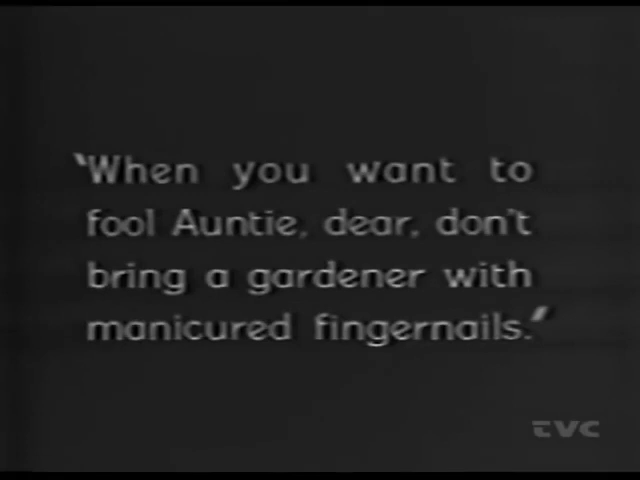 "When you want to
fool Auntie, dear, don't
bring a gardener with
manicured fingernails."
TVC